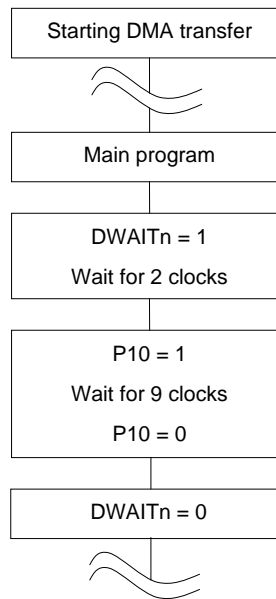 Starting DMA transfer
Main program
DWAITn = 1
Wait for 2 clocks
P10 = 1
Wait for 9 clocks
P10 = 0
DWAITn = 0